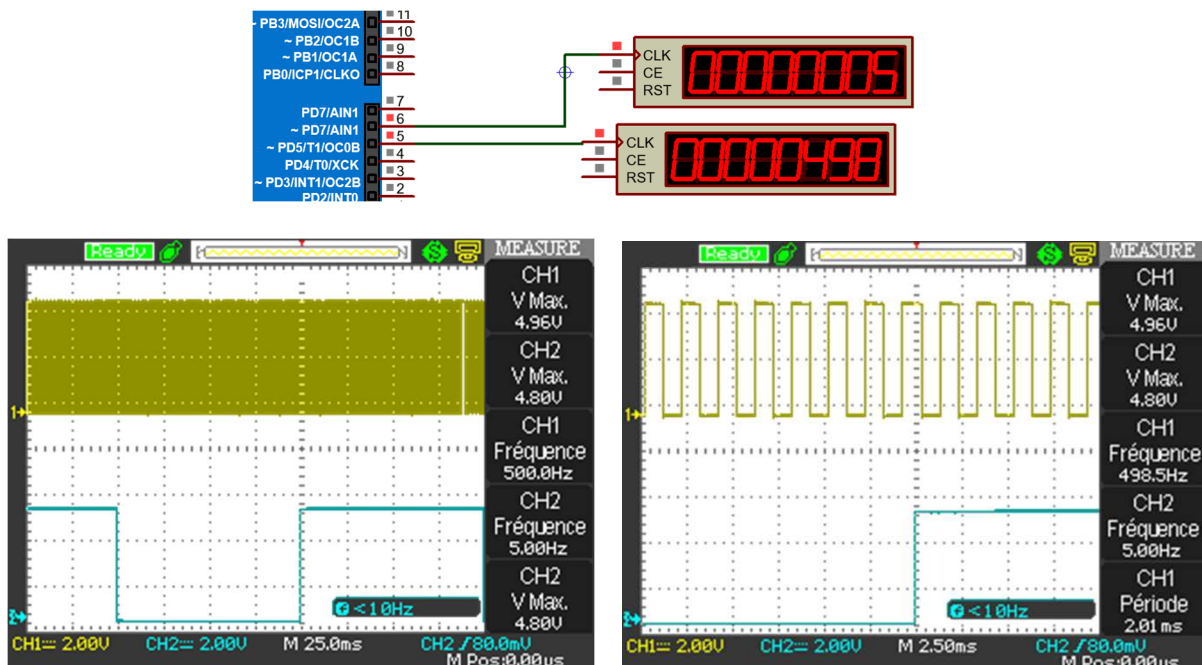 ~ PB3/MOSI/OC2A
11
~ PB2/OC1B
10
~ PB1/OC1A
9
PB0/ICP1/CLKO
8
PD7/AIN1
7
~ PD7/AIN1
6
~ PD5/T1/OC0B
5
PD4/T0/XCK
4
~ PD3/INT1/OC2B
3
PD2/INT0
2
CLK
CE
RST
00000005
CLK
CE
RST
00000498
Ready
MEASURE
CH1
V Max.
4.96V
CH2
V Max.
4.80V
CH1
Fréquence
500.0Hz
CH2
Fréquence
5.00Hz
CH2
V Max.
4.80V
1
2
<10Hz
CH1= 2.00V CH2= 2.00V M 25.0ms CH2 /80.0mV
M Pos:0.00µs
Ready
MEASURE
CH1
V Max.
4.96V
CH2
V Max.
4.80V
CH1
Fréquence
498.5Hz
CH2
Fréquence
5.00Hz
CH1
Période
2.01 ms
1
2
<10Hz
CH1= 2.00V CH2= 2.00V M 2.50ms CH2 /80.0mV
M Pos:0.00µs